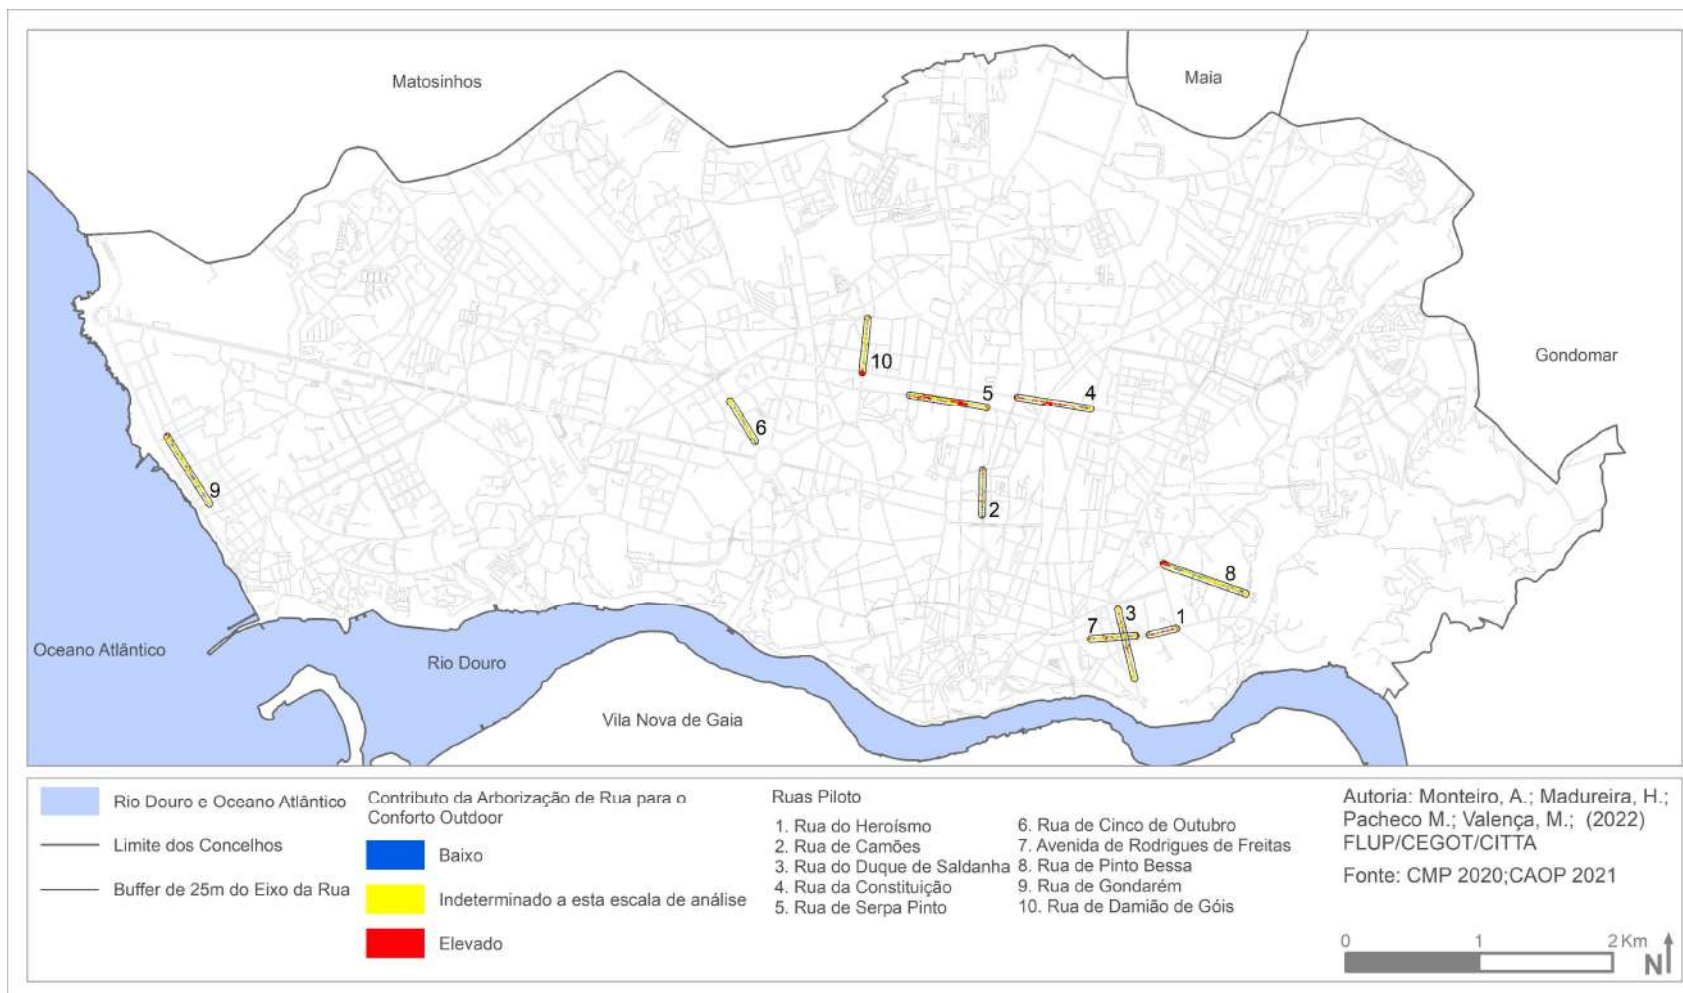 Matosinhos
Maia
Gondomar
10
5
4
6
9
2
8
3
1
7
Oceano Atlântico
Rio Douro
Vila Nova de Gaia
Rio Douro e Oceano Atlântico
Limite dos Concelhos
Buffer de 25m do Eixo da Rua
Contributo da Arborização de Rua para o
Conforto Outdoor
Baixo
Indeterminado a esta escala de análise
Elevado
Ruas Piloto
1. Rua do Heroísmo
2. Rua de Camões
3. Rua do Duque de Saldanha
4. Rua da Constituição
5. Rua de Serpa Pinto
6. Rua de Cinco de Outubro
7. Avenida de Rodrigues de Freitas
8. Rua de Pinto Bessa
9. Rua de Gondarém
10. Rua de Damião de Góis
Autoria: Monteiro, A.; Madureira, H.;
Pacheco M.; Valença, M.; (2022)
FLUP/CEGOT/CITTA
Fonte: CMP 2020;CAOP 2021
0 1 2 Km
N